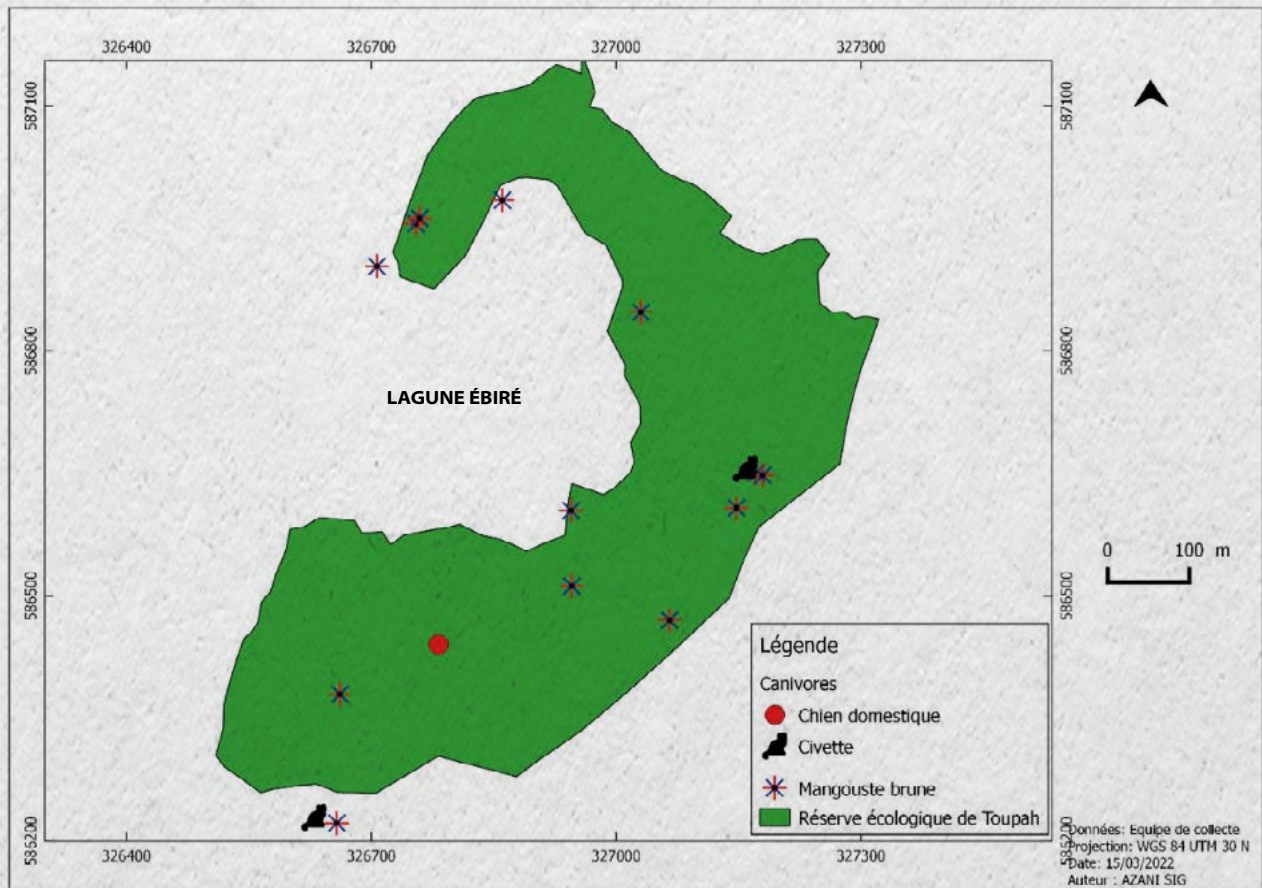 326400 326700 327000 327300
587100 587100
586800 586800
LAGUNE ÉBIRÉ
0 100 m
586500 586500
Légende
Canivores
Chien domestique
Civette
Mangouste brune
Réserve écologique de Toupah
586200 586200
326400 326700 327000 327300
Données: Equipe de collecte
Projection: WGS 84 UTM 30 N
Date: 15/03/2022
Auteur : AZANI SIG